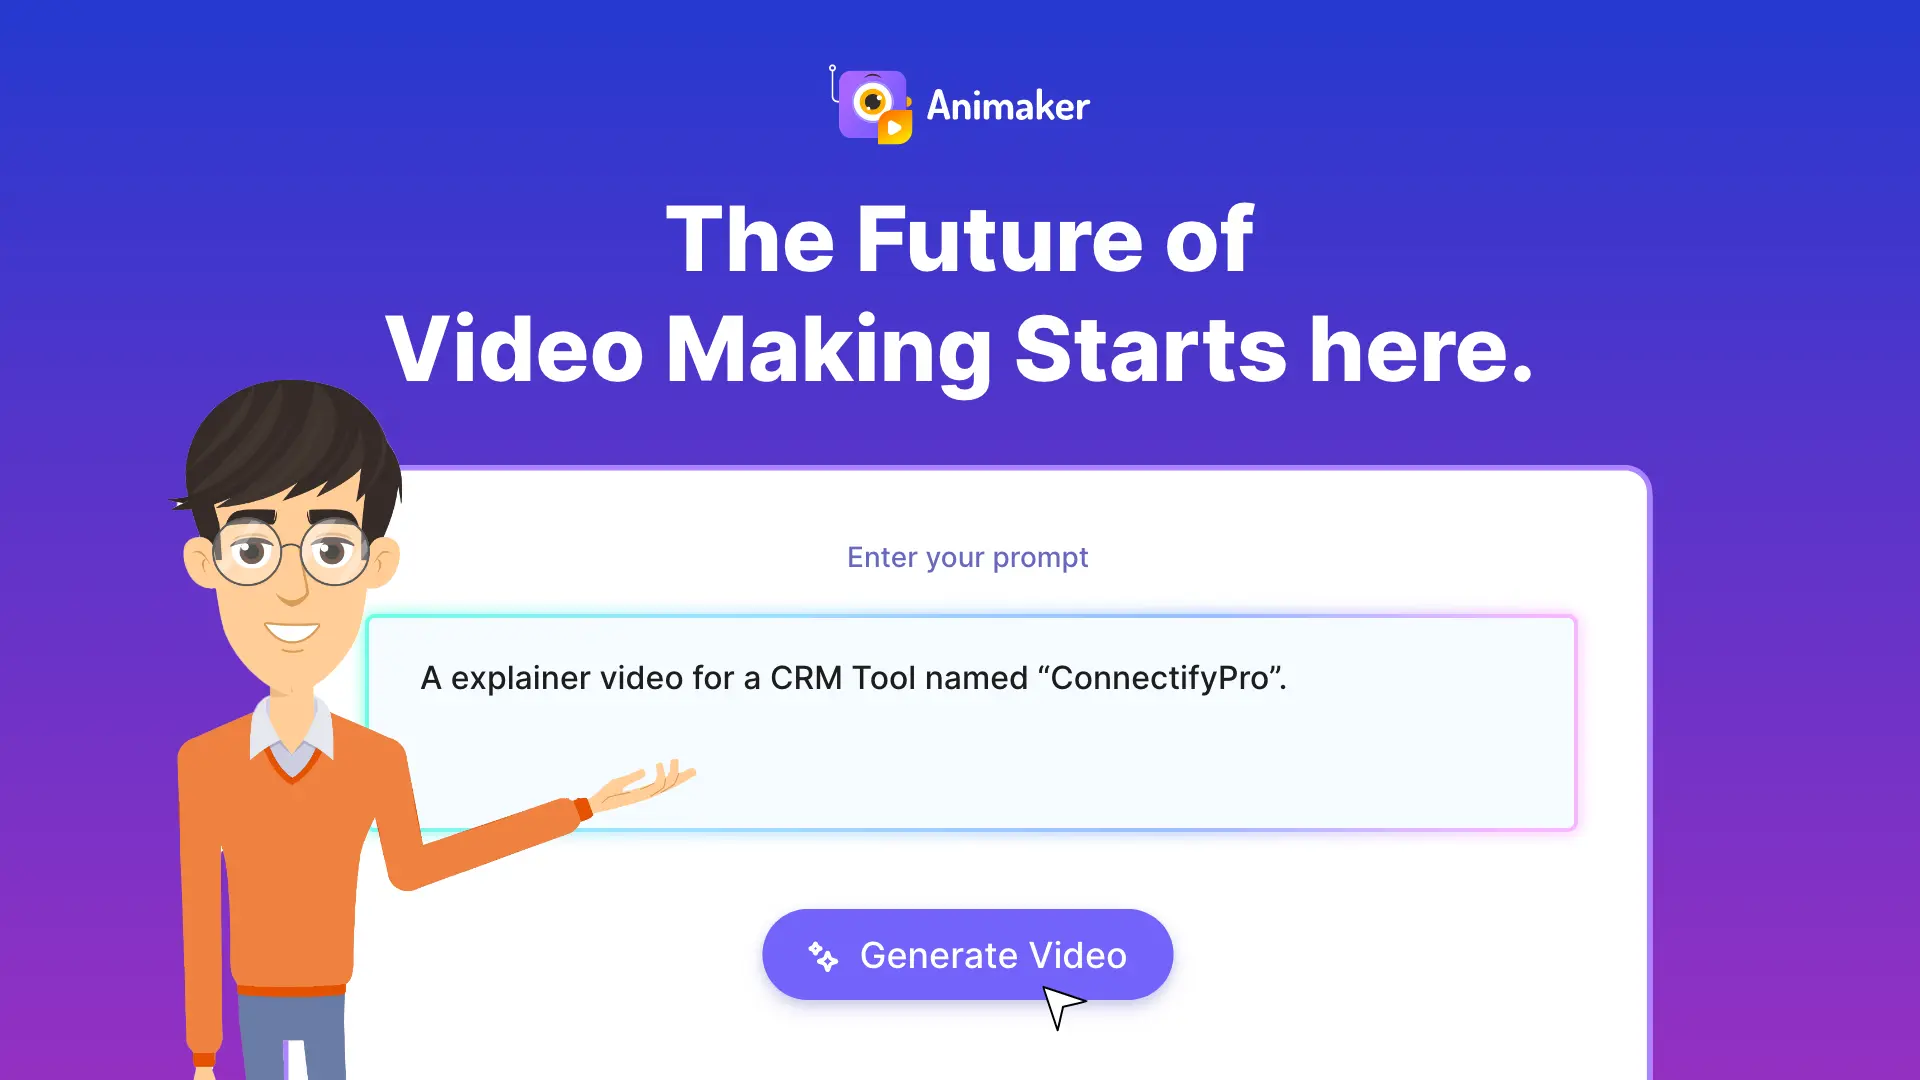 Animaker
The Future of
Video Making Starts here.
Enter your prompt
A explainer video for a CRM Tool named “ConnectifyPro”.
Generate Video